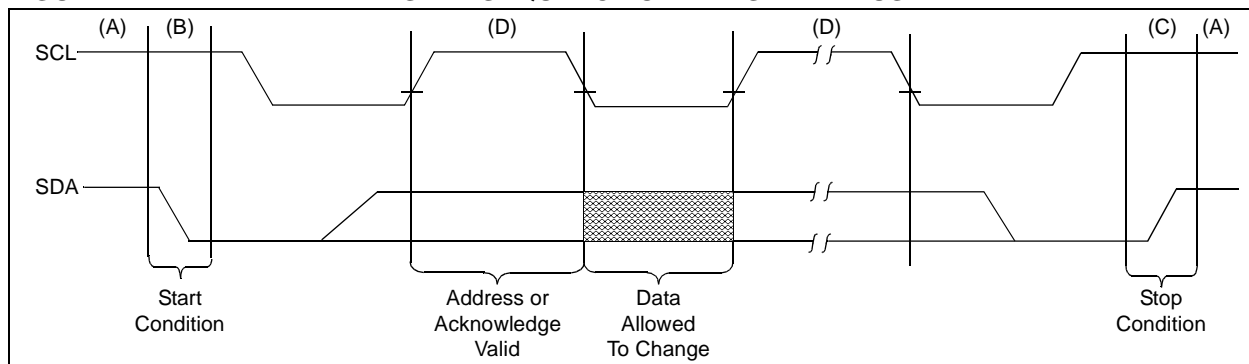 (A) (B) (D) (D) (C) (A)
SCL
SDA
Start
Condition
Address or
Acknowledge
Valid
Data
Allowed
To Change
Stop
Condition